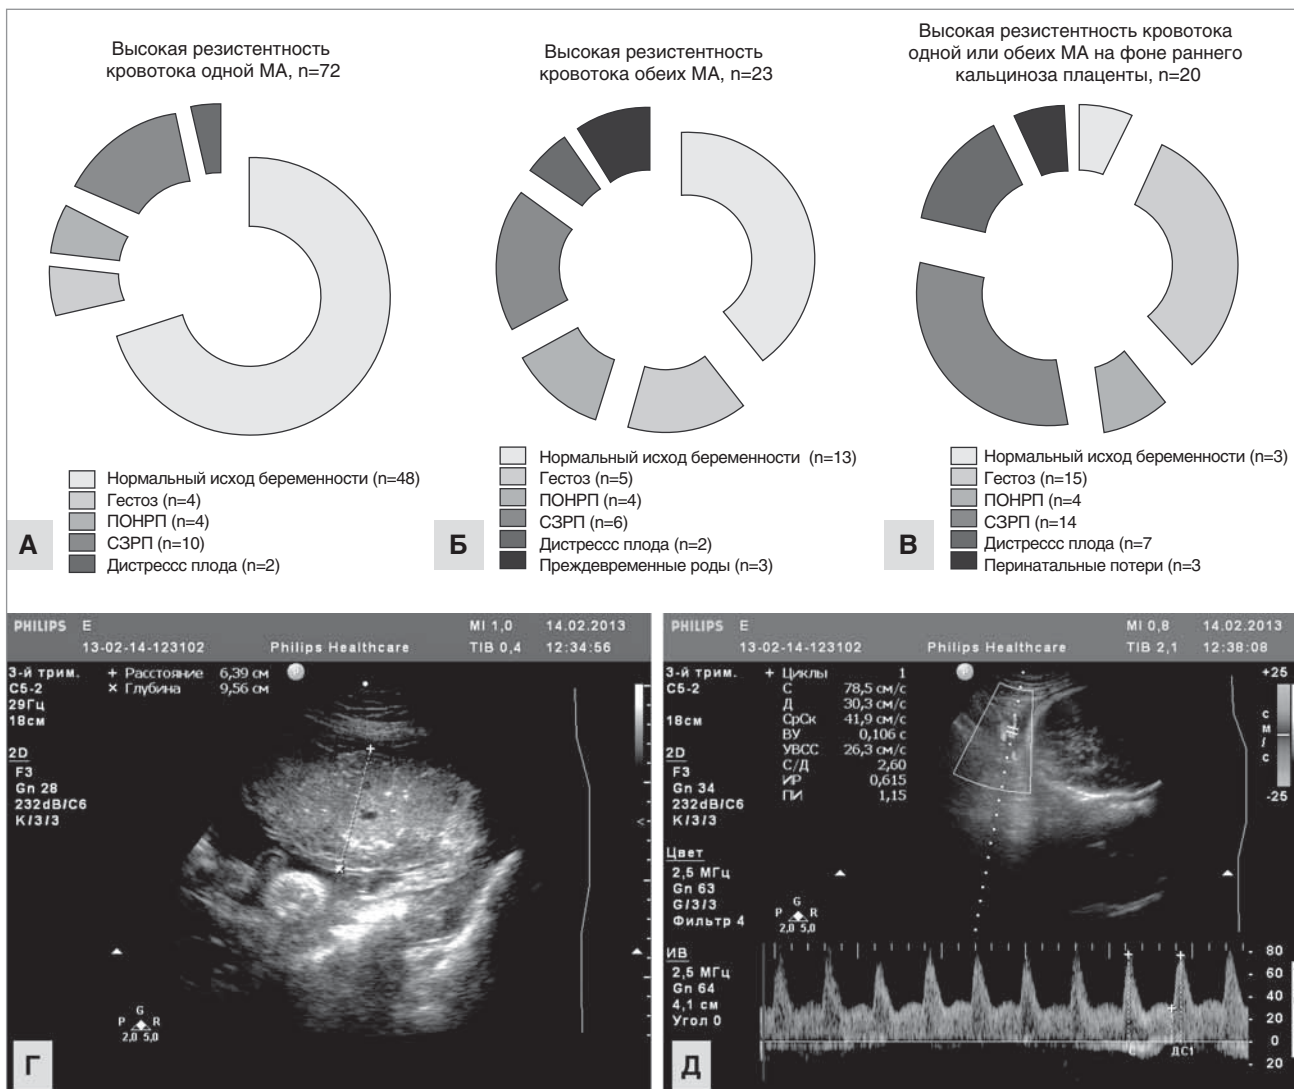 Высокая резистентность
кровотока одной МА, n=72
Нормальный исход беременности (n=48)
Гестоз (n=4)
ПОНРП (n=4)
СЗРП (n=10)
Дистрессс плода (n=2)
А
Высокая резистентность
кровотока обеих МА, n=23
Нормальный исход беременности (n=13)
Гестоз (n=5)
ПОНРП (n=4)
СЗРП (n=6)
Дистрессс плода (n=2)
Преждевременные роды (n=3)
Б
Высокая резистентность кровотока
одной или обеих МА на фоне раннего
кальциноза плаценты, n=20
Нормальный исход беременности (n=3)
Гестоз (n=15)
ПОНРП (n=4
СЗРП (n=14
Дистрессс плода (n=7
Перинатальные потери (n=3
В
PHILIPS E MI 1,0 14.02.2013
13-02-14-123102 Philips Healthcare TIB 0,4 12:34:56
3-й трим. + Расстояние 6,39 см
С5-2 × Глубина 9,56 см
29Гц
18см
2D
F3
Gn 28
232dB/C6
K/3/3
G
P R
2,0 5,0
Г
PHILIPS E MI 0,8 14.02.2013
13-02-14-123102 Philips Healthcare TIB 2,1 12:38:08
3-й трим. + Циклы 1 +25
С5-2 С 78,5 см/с
Д 30,3 см/с
18см СрСк 41,9 см/с
ВУ 0,106 с
2D УВСС 26,3 см/с
F3 С/Д 2,60
Gn 34 ИР 0,615
232dB/C6 ПИ 1,15 -25
K/3/3
см/с
Цвет
2,5 МГц
Gn 63
G/3/3
Фильтр 4
G
P R
2,0 5,0
ИВ 80
2,5 МГц 60
Gn 64 40
4,1 см 20
Угол 0 0
С ДС1 20
Д